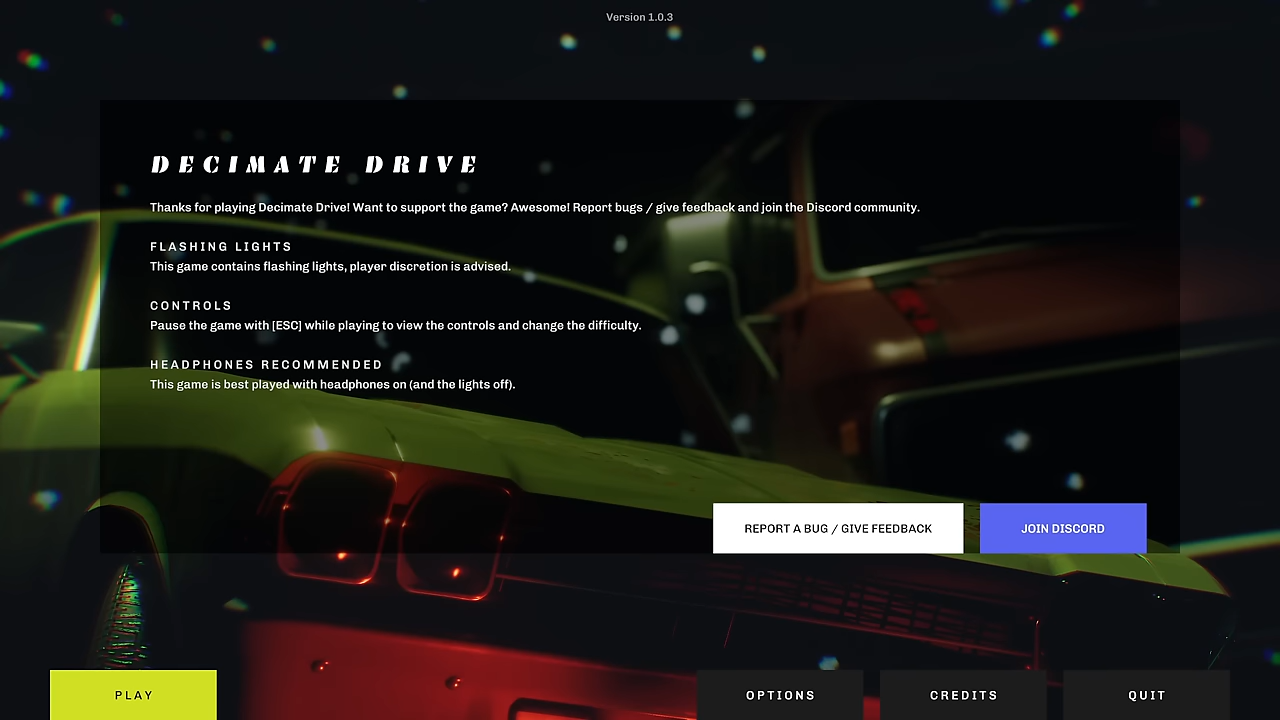 Version 1.0.3
DECIMATE DRIVE
Thanks for playing Decimate Drive! Want to support the game? Awesome! Report bugs / give feedback and join the Discord community.
FLASHING LIGHTS
This game contains flashing lights, player discretion is advised.
CONTROLS
Pause the game with [ESC] while playing to view the controls and change the difficulty.
HEADPHONES RECOMMENDED
This game is best played with headphones on (and the lights off).
REPORT A BUG / GIVE FEEDBACK
JOIN DISCORD
PLAY
OPTIONS
CREDITS
QUIT